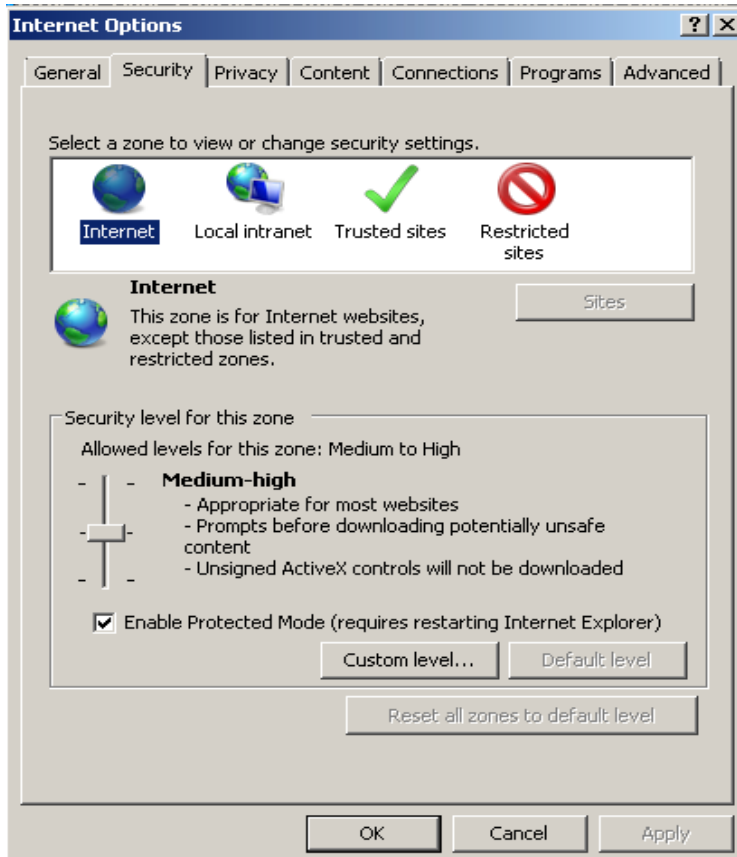 Internet Options
General Security Privacy Content Connections Programs Advanced
Select a zone to view or change security settings.
Internet Local intranet Trusted sites Restricted
sites
Internet
Sites
This zone is for Internet websites,
except those listed in trusted and
restricted zones.
Security level for this zone
Allowed levels for this zone: Medium to High
Medium-high
- Appropriate for most websites
- Prompts before downloading potentially unsafe
content
- Unsigned ActiveX controls will not be downloaded
Enable Protected Mode (requires restarting Internet Explorer)
Custom level... Default level
Reset all zones to default level
OK Cancel Apply